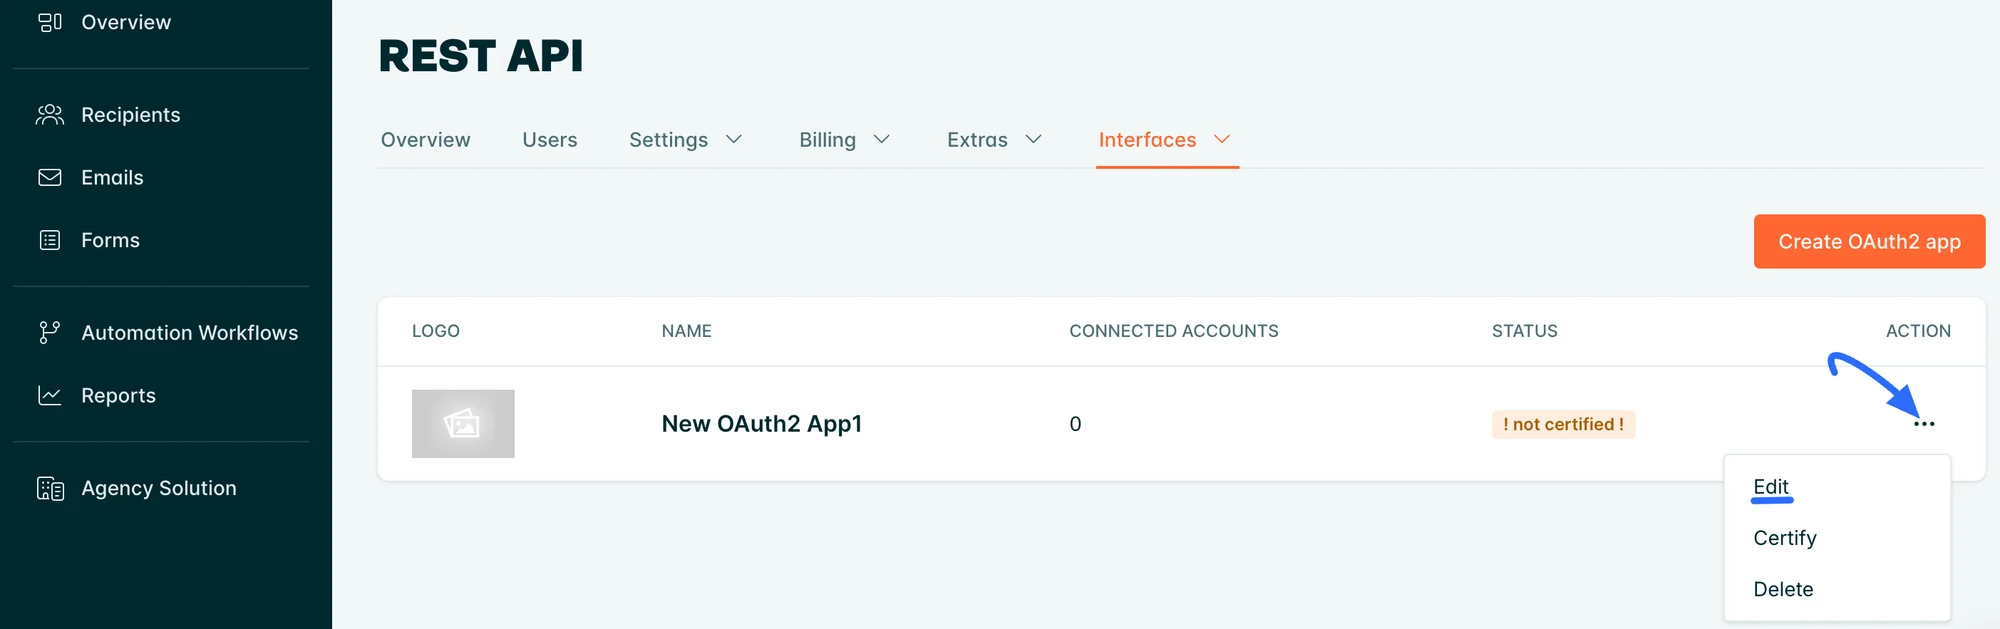 Overview
Recipients
Emails
Forms
Automation Workflows
Reports
Agency Solution
REST API
Overview Users Settings Billing Extras Interfaces
Create OAuth2 app
LOGO NAME CONNECTED ACCOUNTS STATUS ACTION
New OAuth2 App1 0 ! not certified ! ...
Edit
Certify
Delete